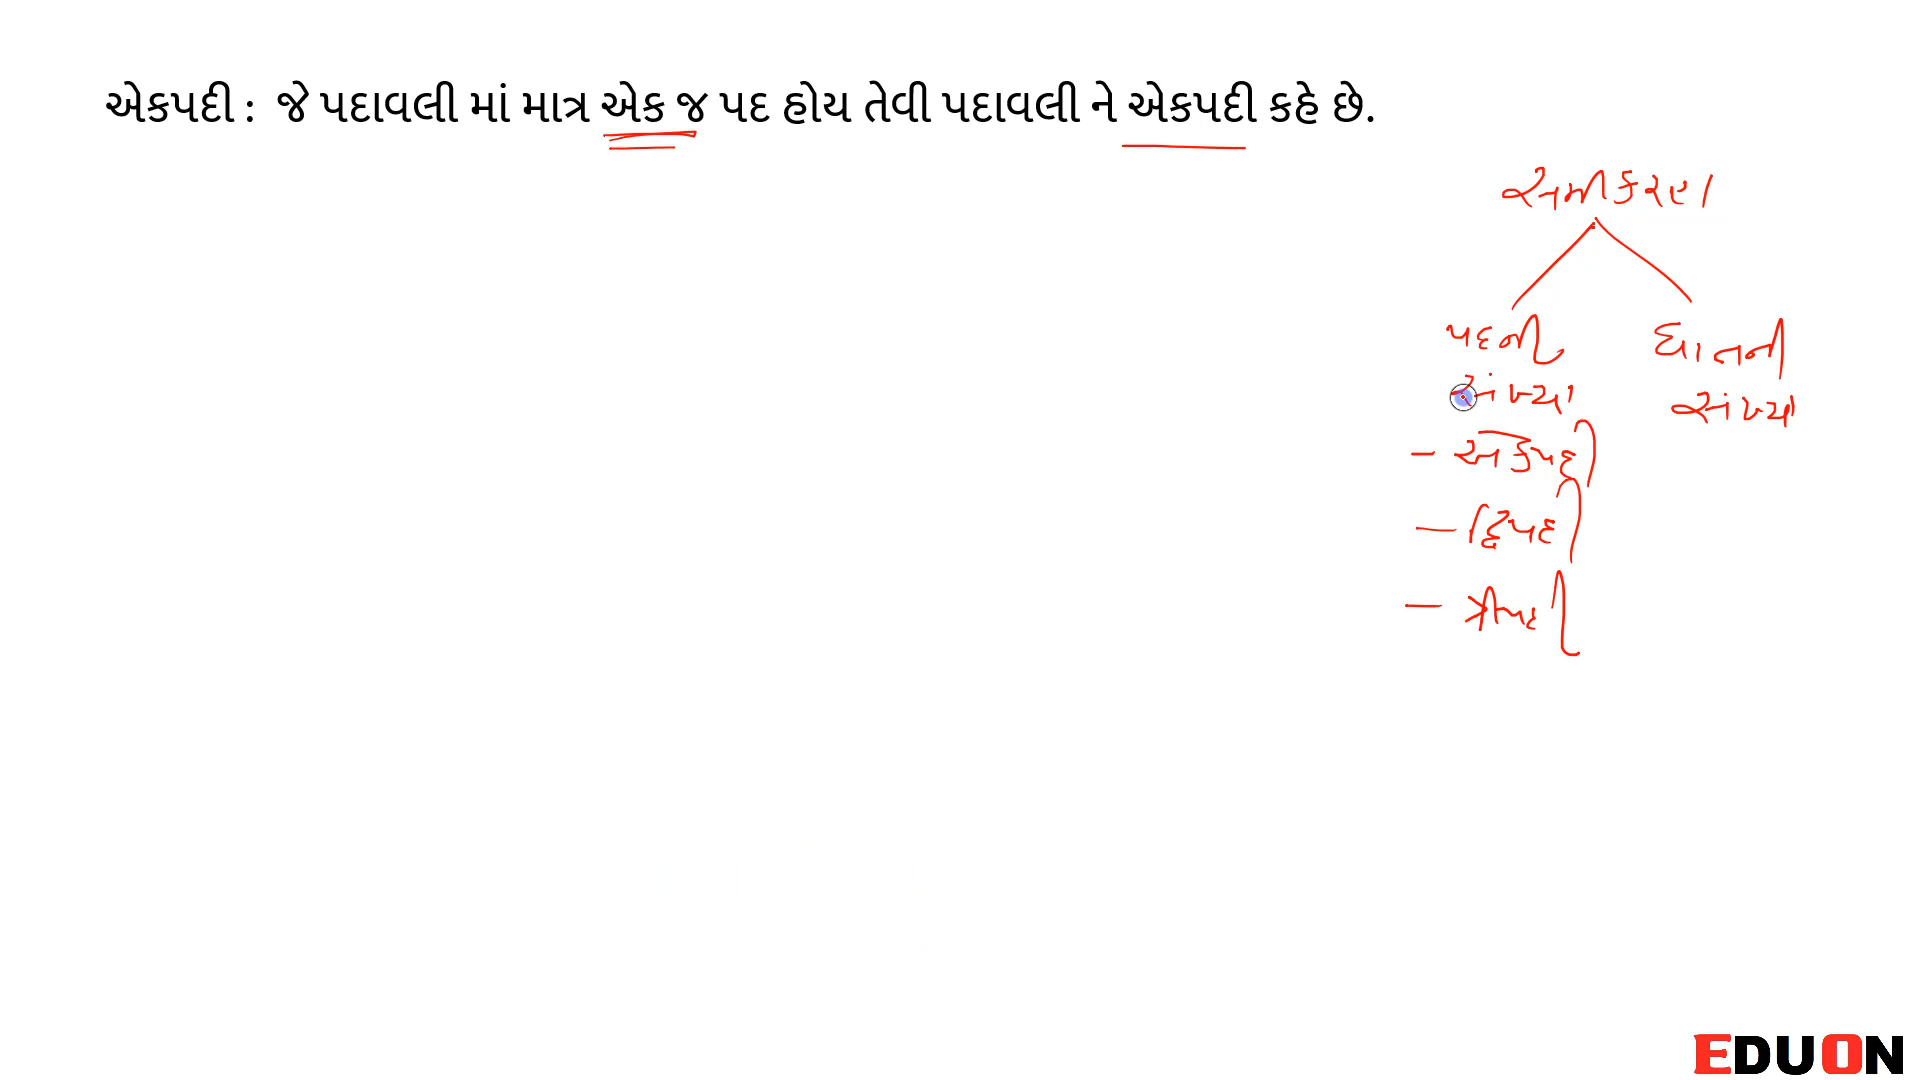 એકપદી : જે પદાવલી માં માત્ર એક જ પદ હોય તેવી પદાવલી ને એકપદી કહે છે.
સમીકરણ
પદની
સંખ્યા
ઘાતની
સંખ્યા
- એકપદી
- દ્વિપદી
- ત્રીપદી
EDUON